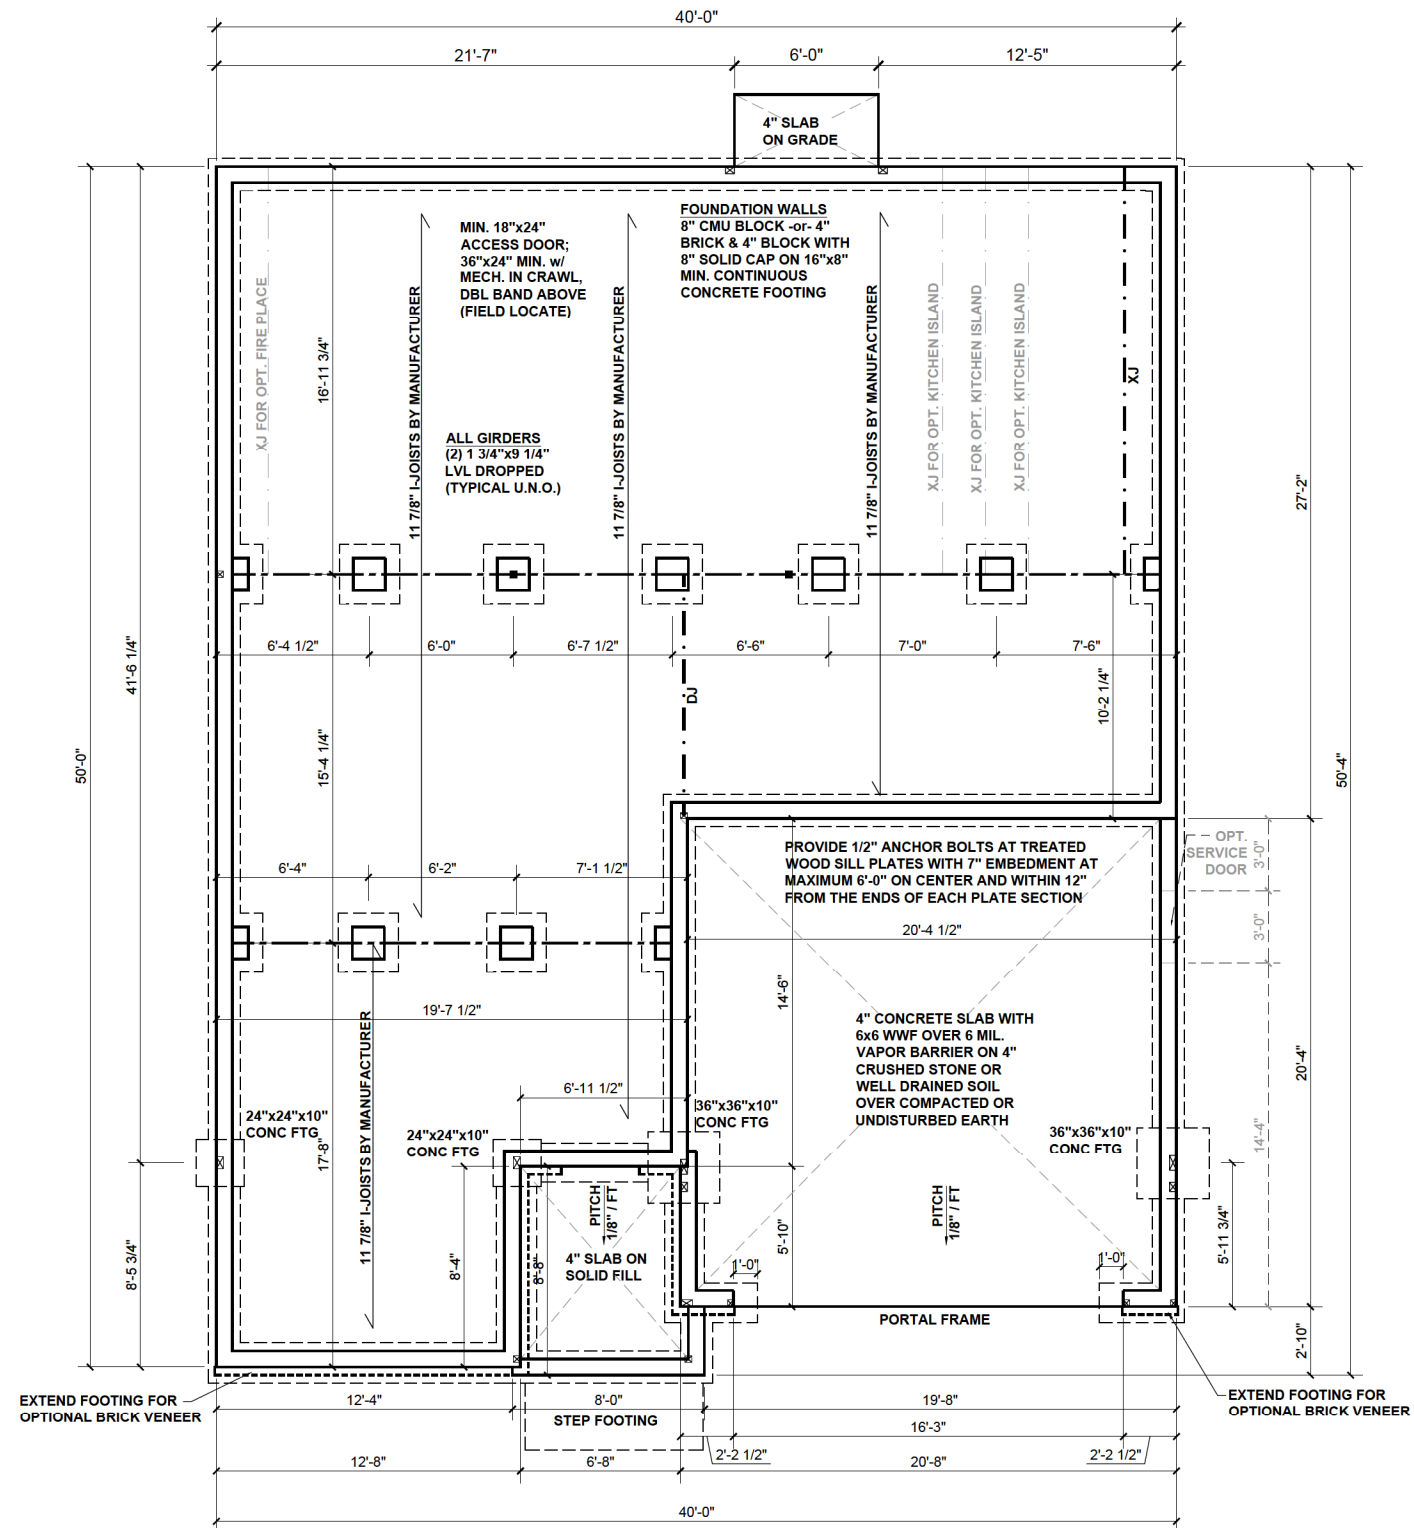 40'-0"
21'-7"
6'-0"
12'-5"
4" SLAB
ON GRADE
MIN. 18"x24"
ACCESS DOOR;
36"x24" MIN. w/
MECH. IN CRAWL,
DBL BAND ABOVE
(FIELD LOCATE)
FOUNDATION WALLS
8" CMU BLOCK -or- 4"
BRICK & 4" BLOCK WITH
8" SOLID CAP ON 16"x8"
MIN. CONTINUOUS
CONCRETE FOOTING
XJ FOR OPT. FIRE PLACE
16'-11 3/4"
11 7/8" I-JOISTS BY MANUFACTURER
11 7/8" I-JOISTS BY MANUFACTURER
11 7/8" I-JOISTS BY MANUFACTURER
XJ FOR OPT. KITCHEN ISLAND
XJ FOR OPT. KITCHEN ISLAND
XJ FOR OPT. KITCHEN ISLAND
XJ
ALL GIRDERS
(2) 1 3/4"x9 1/4"
LVL DROPPED
(TYPICAL U.N.O.)
27'-2"
6'-4 1/2"
6'-0"
6'-7 1/2"
6'-6"
7'-0"
7'-6"
41'-6 1/4"
50'-0"
15'-4 1/4"
DJ
10'-2 1/4"
50'-4"
PROVIDE 1/2" ANCHOR BOLTS AT TREATED
WOOD SILL PLATES WITH 7" EMBEDMENT AT
MAXIMUM 6'-0" ON CENTER AND WITHIN 12"
FROM THE ENDS OF EACH PLATE SECTION
OPT.
SERVICE
DOOR
3'-0"
3'-0"
6'-4"
6'-2"
7'-1 1/2"
20'-4 1/2"
14'-6"
19'-7 1/2"
4" CONCRETE SLAB WITH
6x6 WWF OVER 6 MIL.
VAPOR BARRIER ON 4"
CRUSHED STONE OR
WELL DRAINED SOIL
OVER COMPACTED OR
UNDISTURBED EARTH
20'-4"
14'-4"
11 7/8" I-JOISTS BY MANUFACTURER
6'-11 1/2"
24"x24"x10"
CONC FTG
17'-8"
24"x24"x10"
CONC FTG
36"x36"x10"
CONC FTG
36"x36"x10"
CONC FTG
PITCH
1/8" / FT
PITCH
1/8" / FT
8'-5 3/4"
8'-4"
8'-8"
4" SLAB ON
SOLID FILL
5'-10"
1'-0"
1'-0"
5'-11 3/4"
PORTAL FRAME
2'-10"
EXTEND FOOTING FOR
OPTIONAL BRICK VENEER
EXTEND FOOTING FOR
OPTIONAL BRICK VENEER
12'-4"
8'-0"
19'-8"
STEP FOOTING
16'-3"
2'-2 1/2"
2'-2 1/2"
12'-8"
6'-8"
20'-8"
40'-0"